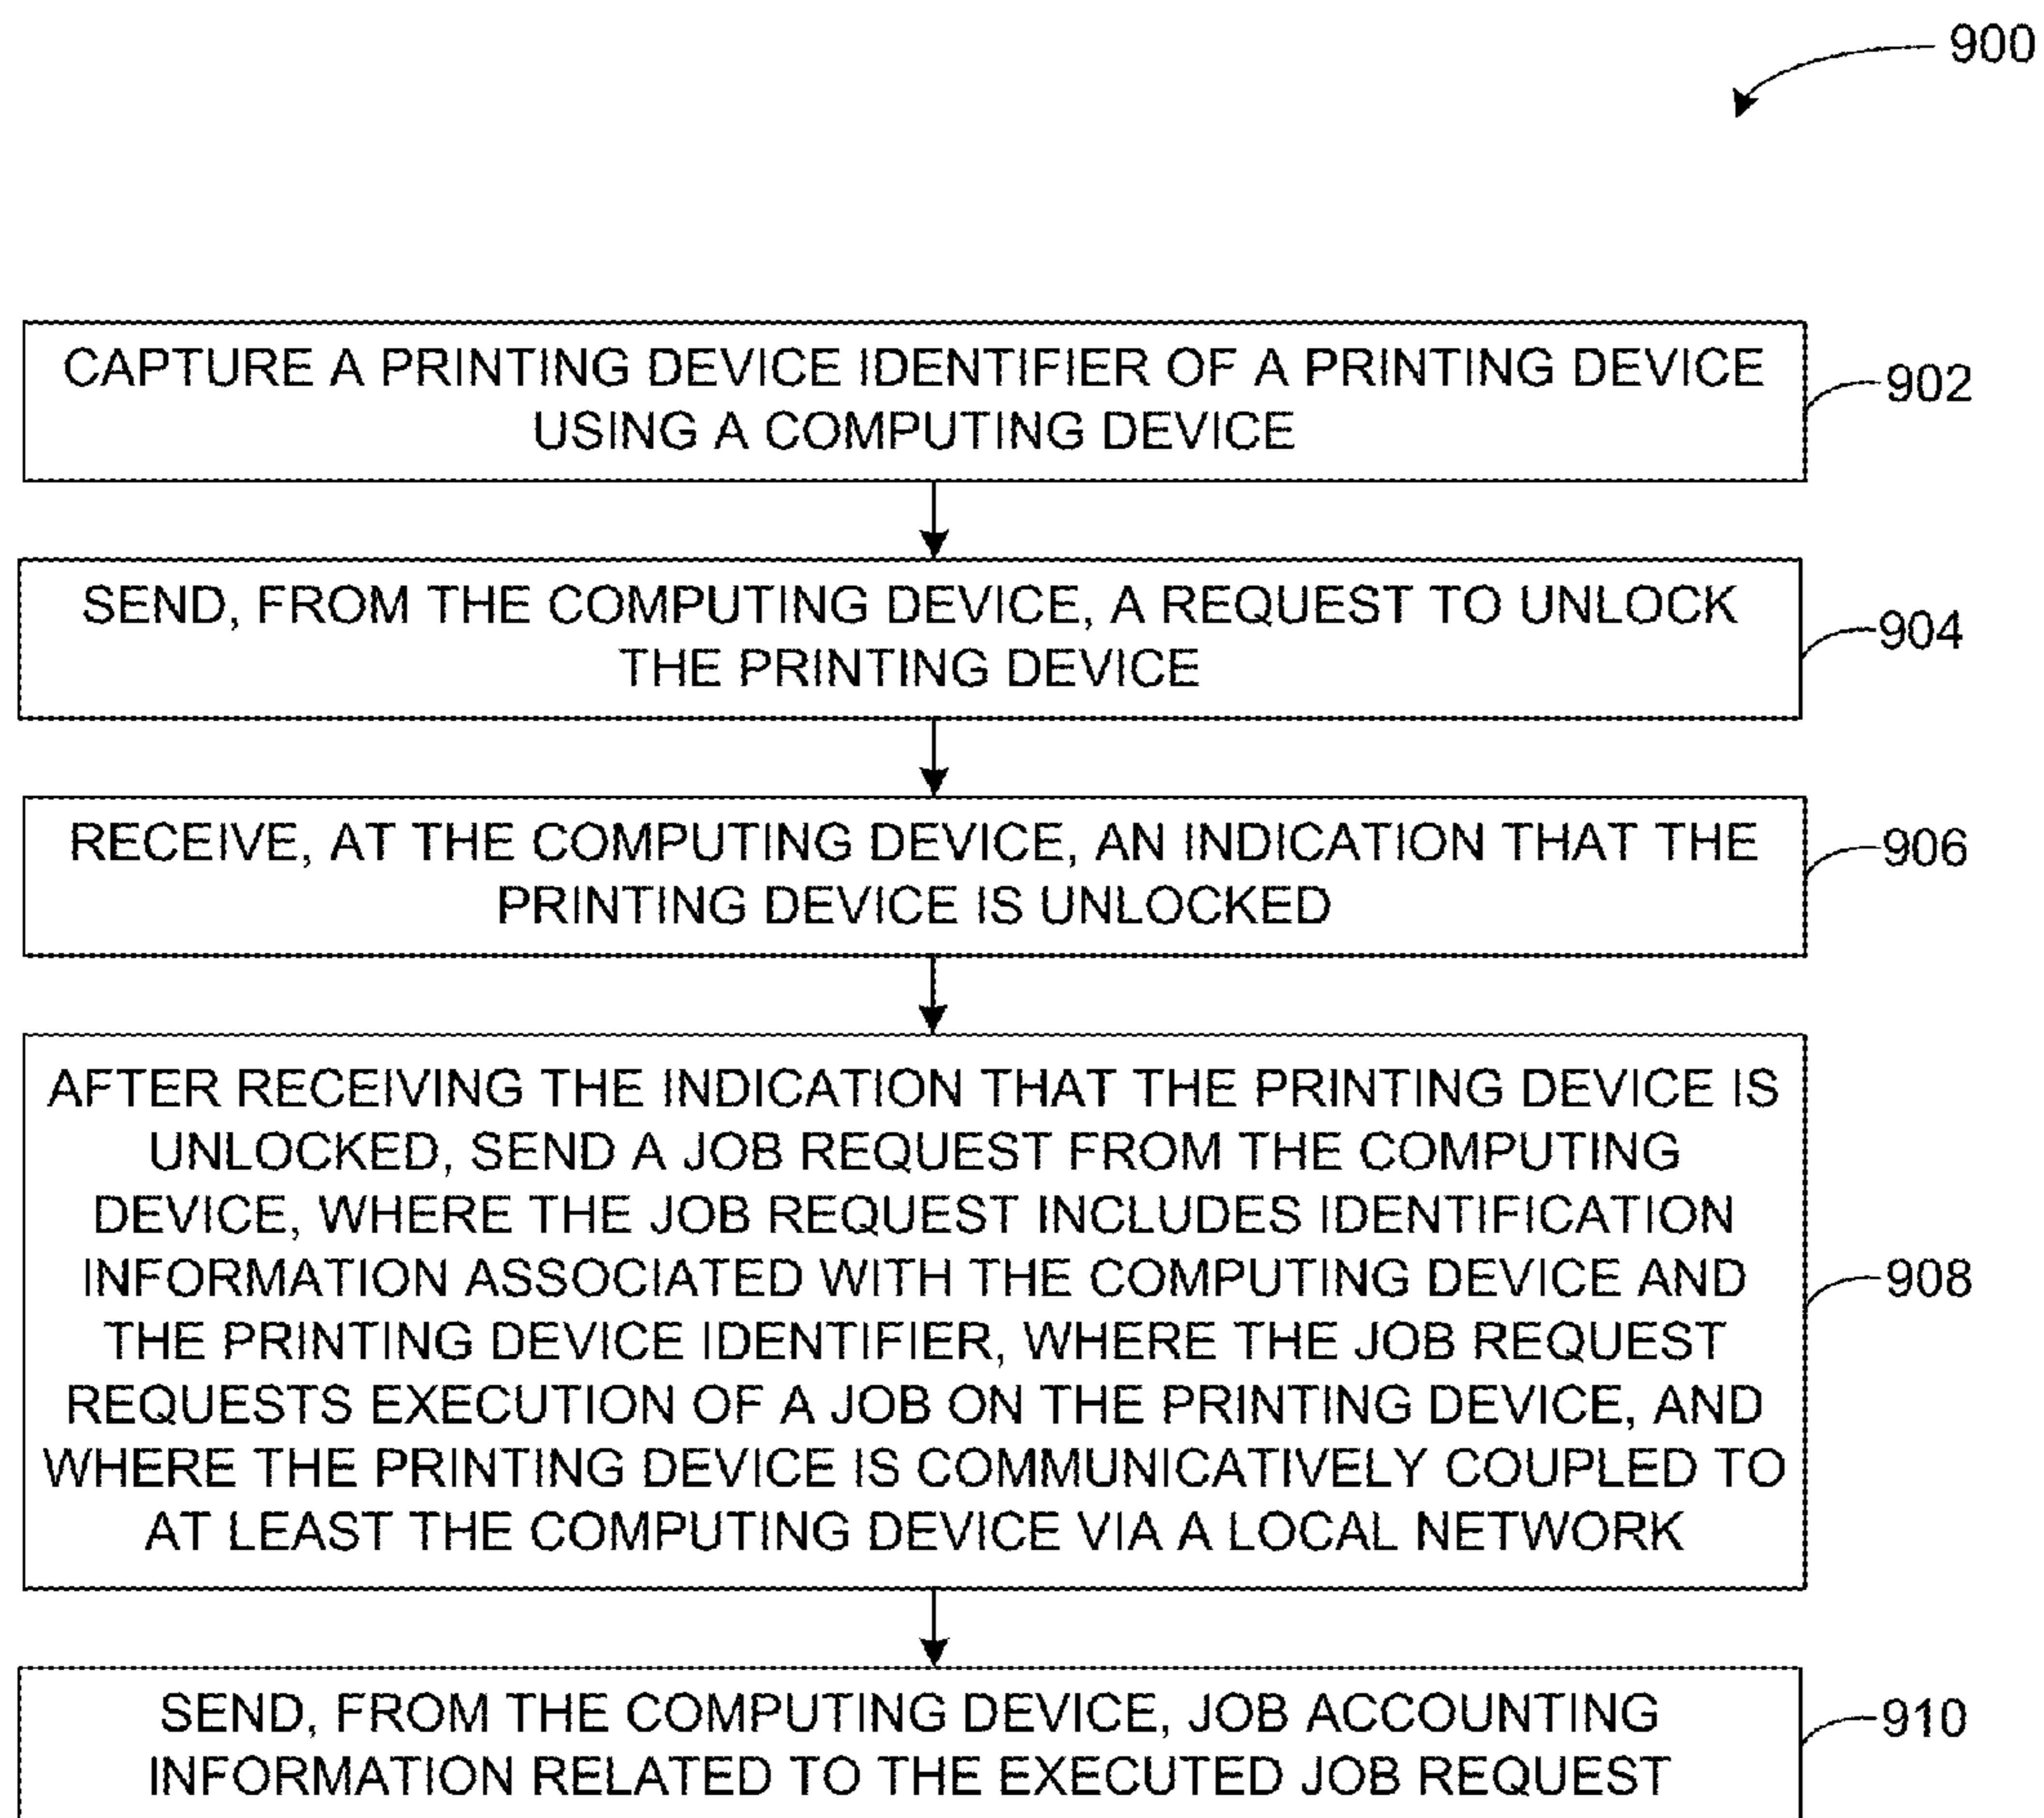 900
CAPTURE A PRINTING DEVICE IDENTIFIER OF A PRINTING DEVICE
USING A COMPUTING DEVICE
902
SEND, FROM THE COMPUTING DEVICE, A REQUEST TO UNLOCK
THE PRINTING DEVICE
904
RECEIVE, AT THE COMPUTING DEVICE, AN INDICATION THAT THE
PRINTING DEVICE IS UNLOCKED
906
AFTER RECEIVING THE INDICATION THAT THE PRINTING DEVICE IS
UNLOCKED, SEND A JOB REQUEST FROM THE COMPUTING
DEVICE, WHERE THE JOB REQUEST INCLUDES IDENTIFICATION
INFORMATION ASSOCIATED WITH THE COMPUTING DEVICE AND
THE PRINTING DEVICE IDENTIFIER, WHERE THE JOB REQUEST
REQUESTS EXECUTION OF A JOB ON THE PRINTING DEVICE, AND
WHERE THE PRINTING DEVICE IS COMMUNICATIVELY COUPLED TO
AT LEAST THE COMPUTING DEVICE VIA A LOCAL NETWORK
908
SEND, FROM THE COMPUTING DEVICE, JOB ACCOUNTING
INFORMATION RELATED TO THE EXECUTED JOB REQUEST
910